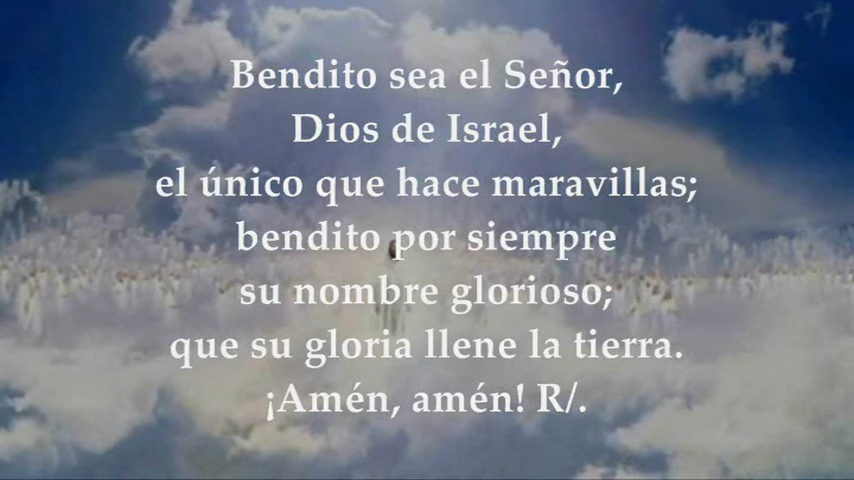 Bendito sea el Señor,
Dios de Israel,
el único que hace maravillas;
bendito por siempre
su nombre glorioso;
que su gloria llene la tierra.
¡Amén, amén! R/.